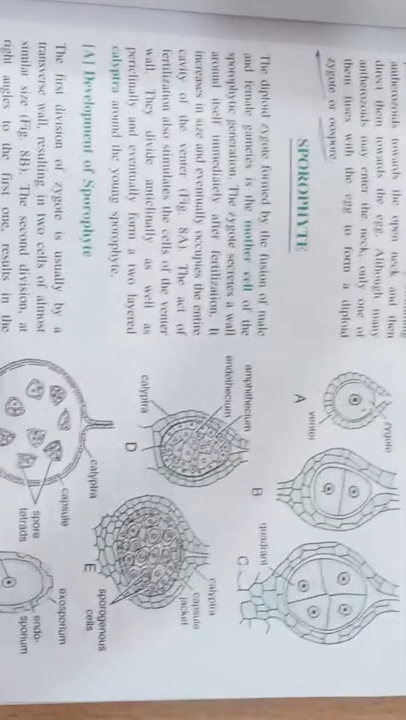 antherozoids towards the open neck and then
direct them towards the egg. Although many
antherozoids may enter the neck, only one of
them fuses with the egg to form a diploid
zygote or oospore.
SPOROPHYTE
The diploid zygote formed by the fusion of male
and female gametes is the mother cell of the
sporophytic generation. The zygote secretes a wall
around itself immediately after fertilization. It
increases in size and eventually occupies the entire
cavity of the venter (Fig. 8A). The act of
fertilization also stimulates the cells of the venter
wall. They divide anticlinally as well as
periclinally and eventually form a two layered
calyptra around the young sporophyte.
[A] Development of Sporophyte
The first division of zygote is usually by a
transverse wall, resulting in two cells of almost
similar size (Fig. 8B). The second division, at
right angles to the first one, results in the
zygote
venter
A
B
quadrant
C
amphithecium
endothecium
calyptra
D
calyptra
capsule
jacket
sporogenous
cells
E
calyptra
capsule
spore
tetrads
exosporium
endo-
sporium